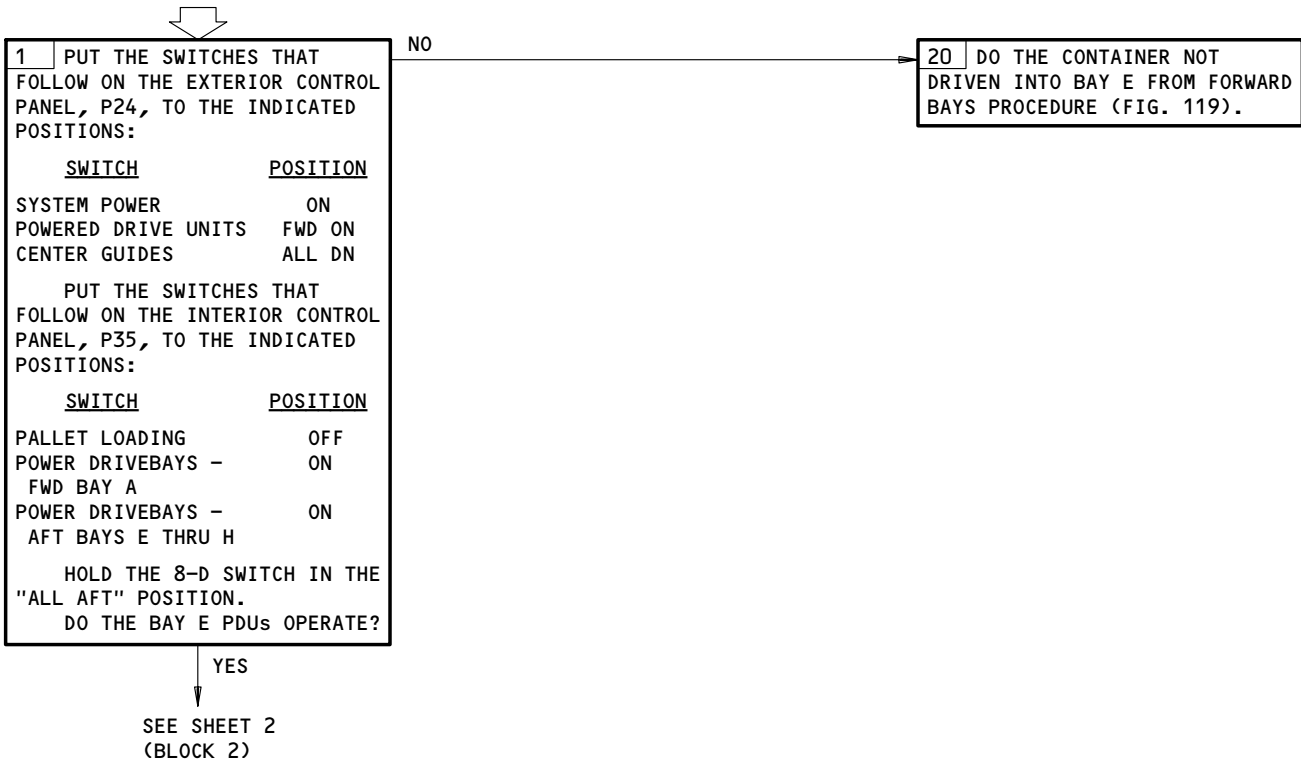 1 PUT THE SWITCHES THAT
FOLLOW ON THE EXTERIOR CONTROL
PANEL, P24, TO THE INDICATED
POSITIONS:
SWITCH POSITION
SYSTEM POWER ON
POWERED DRIVE UNITS FWD ON
CENTER GUIDES ALL DN
PUT THE SWITCHES THAT
FOLLOW ON THE INTERIOR CONTROL
PANEL, P35, TO THE INDICATED
POSITIONS:
SWITCH POSITION
PALLET LOADING OFF
POWER DRIVEBAYS - ON
FWD BAY A
POWER DRIVEBAYS - ON
AFT BAYS E THRU H
HOLD THE 8-D SWITCH IN THE
"ALL AFT" POSITION.
DO THE BAY E PDUs OPERATE?
NO
20 DO THE CONTAINER NOT
DRIVEN INTO BAY E FROM FORWARD
BAYS PROCEDURE (FIG. 119).
YES
SEE SHEET 2
(BLOCK 2)